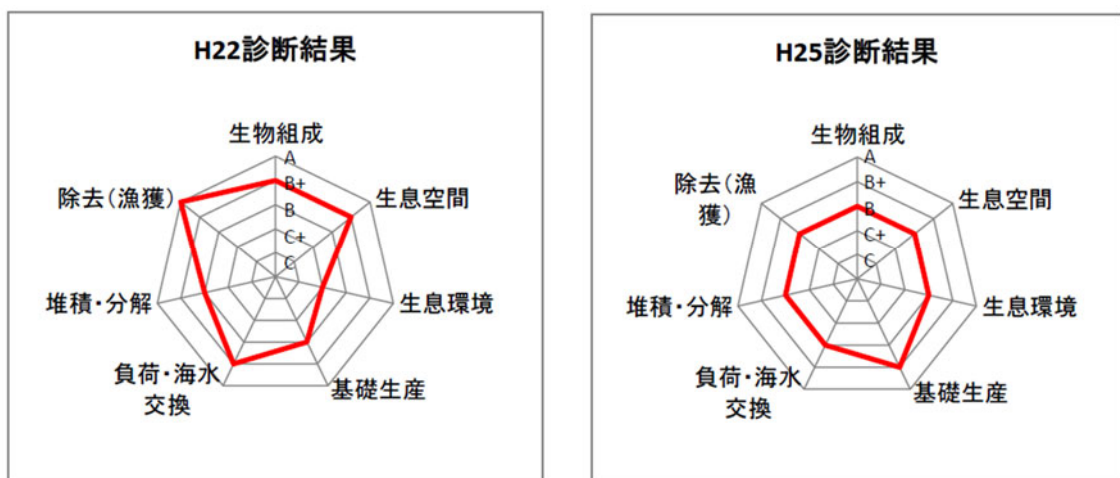 H22診断結果
生物組成
A
B+
B
C+
C
生息空間
生息環境
基礎生産
負荷・海水
交換
堆積・分解
除去(漁獲)
H25診断結果
生物組成
A
B+
B
C+
C
生息空間
生息環境
基礎生産
負荷・海水
交換
堆積・分解
除去(漁
獲)